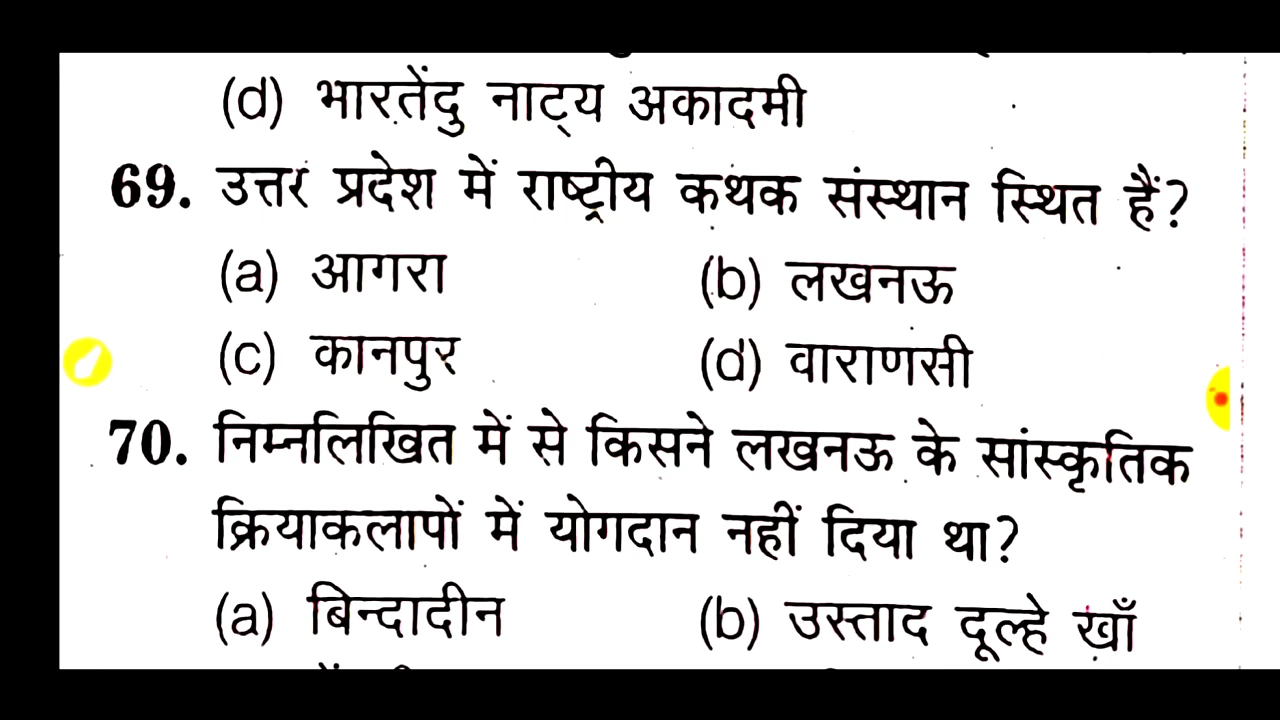 (d) भारतेंदु नाट्य अकादमी
69. उत्तर प्रदेश में राष्ट्रीय कथक संस्थान स्थित हैं?
(a) आगरा (b) लखनऊ
(c) कानपुर (d) वाराणसी
70. निम्नलिखित में से किसने लखनऊ के सांस्कृतिक
क्रियाकलापों में योगदान नहीं दिया था?
(a) बिन्दादीन (b) उस्ताद दूल्हे खाँ